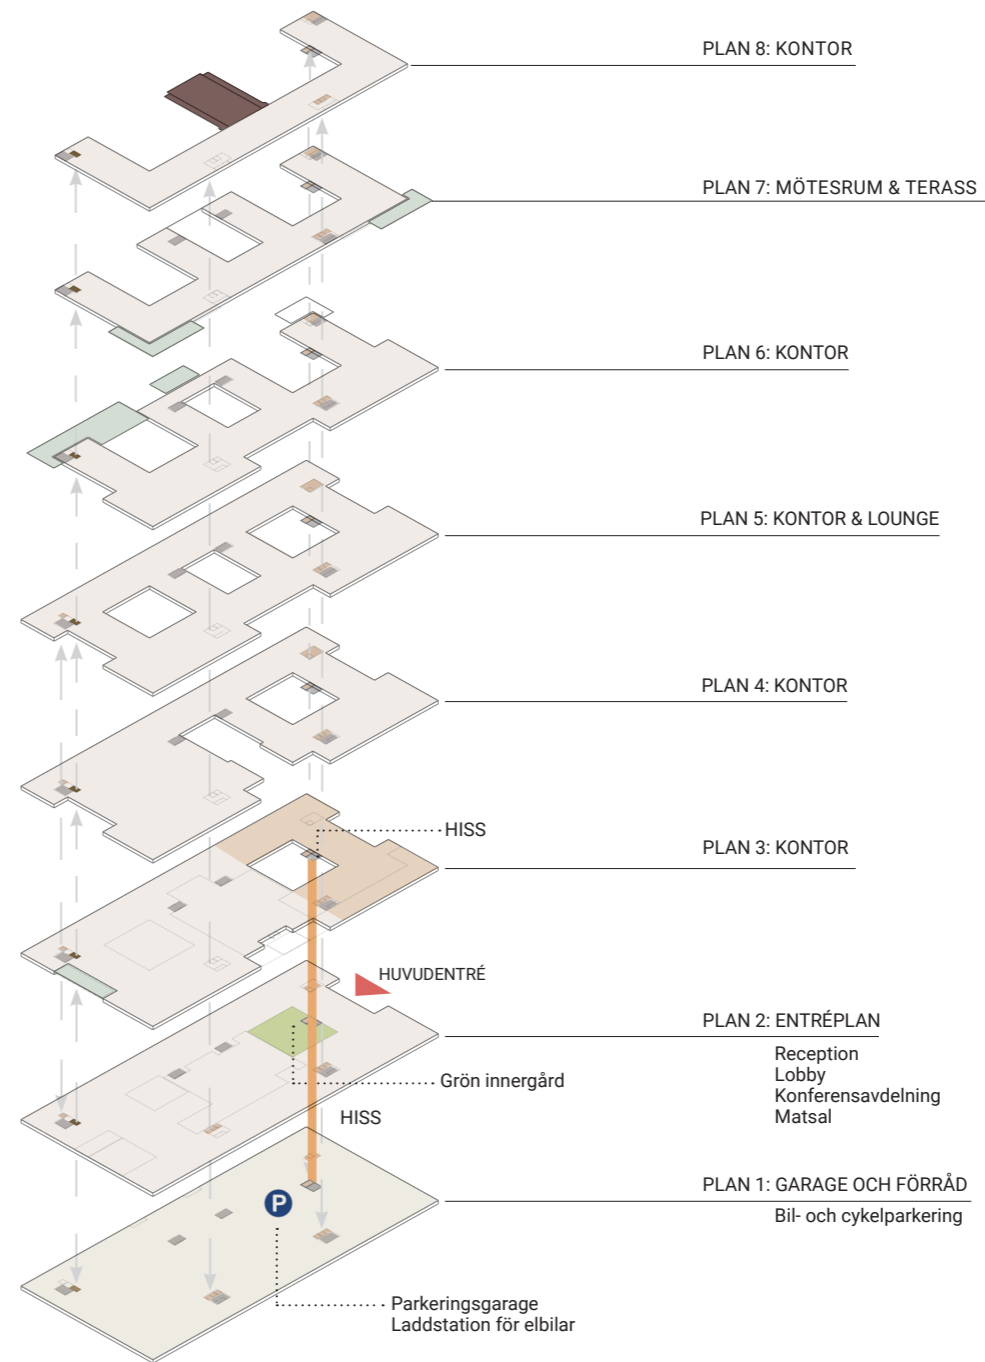 PLAN 8: KONTOR
PLAN 7: MÖTESRUM & TERASS
PLAN 6: KONTOR
PLAN 5: KONTOR & LOUNGE
PLAN 4: KONTOR
HISS
PLAN 3: KONTOR
HUVUDENTRÉ
PLAN 2: ENTRÉPLAN
Reception
Lobby
Konferensavdelning
Matsal
Grön innergård
HISS
PLAN 1: GARAGE OCH FÖRRÅD
Bil- och cykelparkering
P
Parkeringsgarage
Laddstation för elbilar